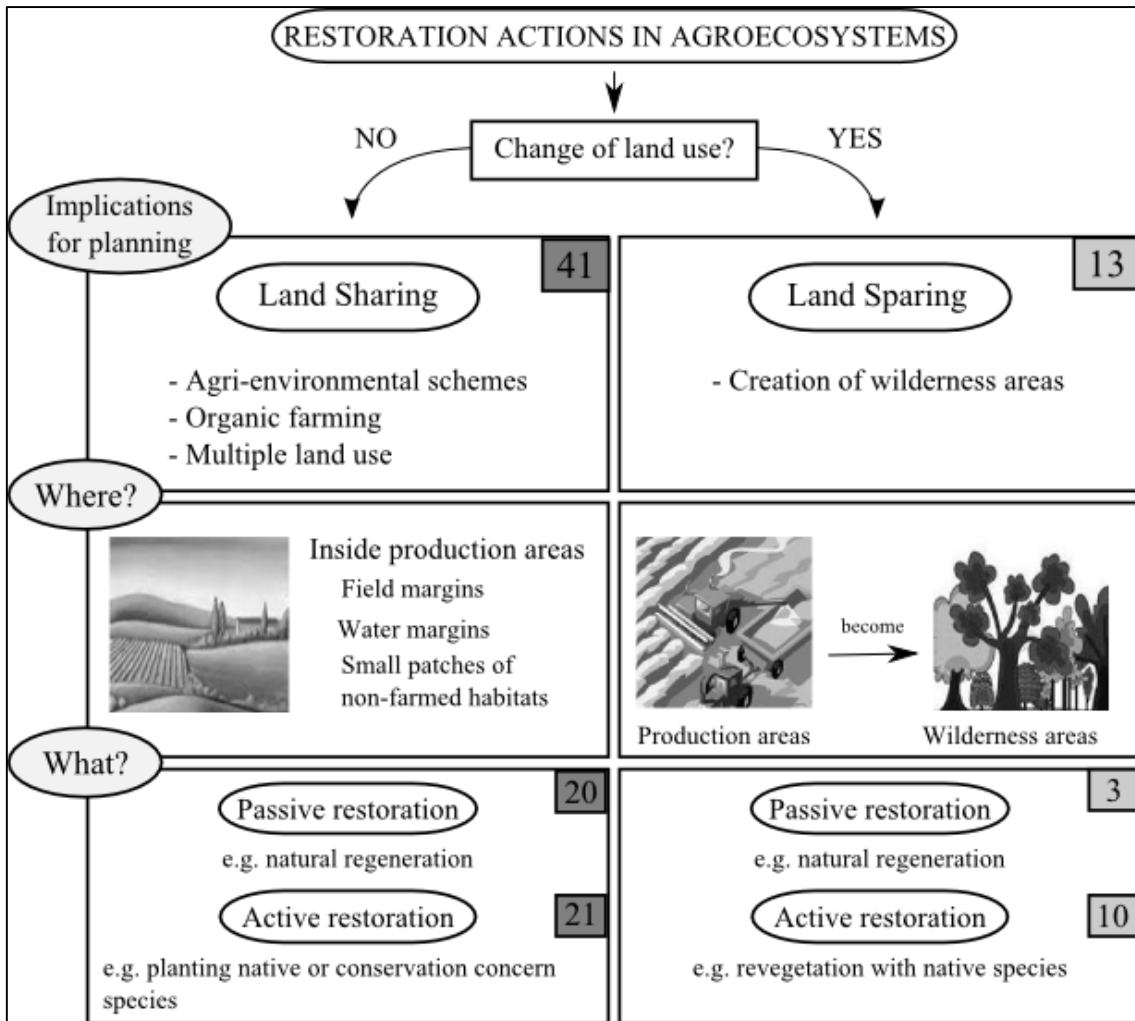 RESTORATION ACTIONS IN AGROECOSYSTEMS
NO
Change of land use?
YES
Implications
for planning
41
Land Sharing
- Agri-environmental schemes
- Organic farming
- Multiple land use
13
Land Sparing
- Creation of wilderness areas
Where?
Inside production areas
Field margins
Water margins
Small patches of
non-farmed habitats
become
Production areas
Wilderness areas
What?
20
Passive restoration
e.g. natural regeneration
21
Active restoration
e.g. planting native or conservation concern
species
3
Passive restoration
e.g. natural regeneration
10
Active restoration
e.g. revegetation with native species